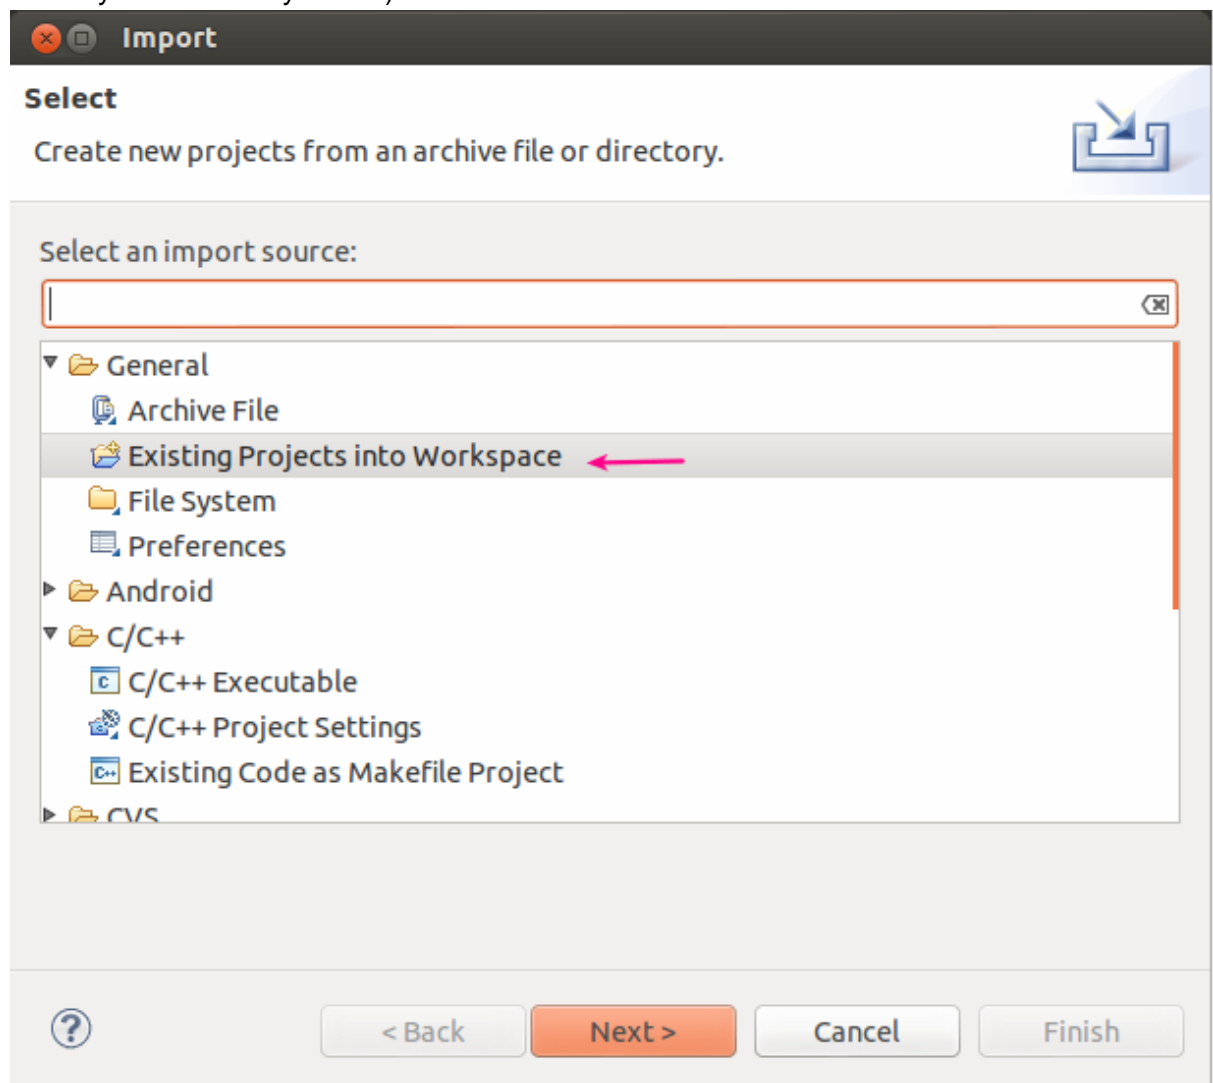 Import
Select
Create new projects from an archive file or directory.
Select an import source:
General
Archive File
Existing Projects into Workspace
File System
Preferences
Android
C/C++
C/C++ Executable
C/C++ Project Settings
Existing Code as Makefile Project
CVS
< Back Next > Cancel Finish